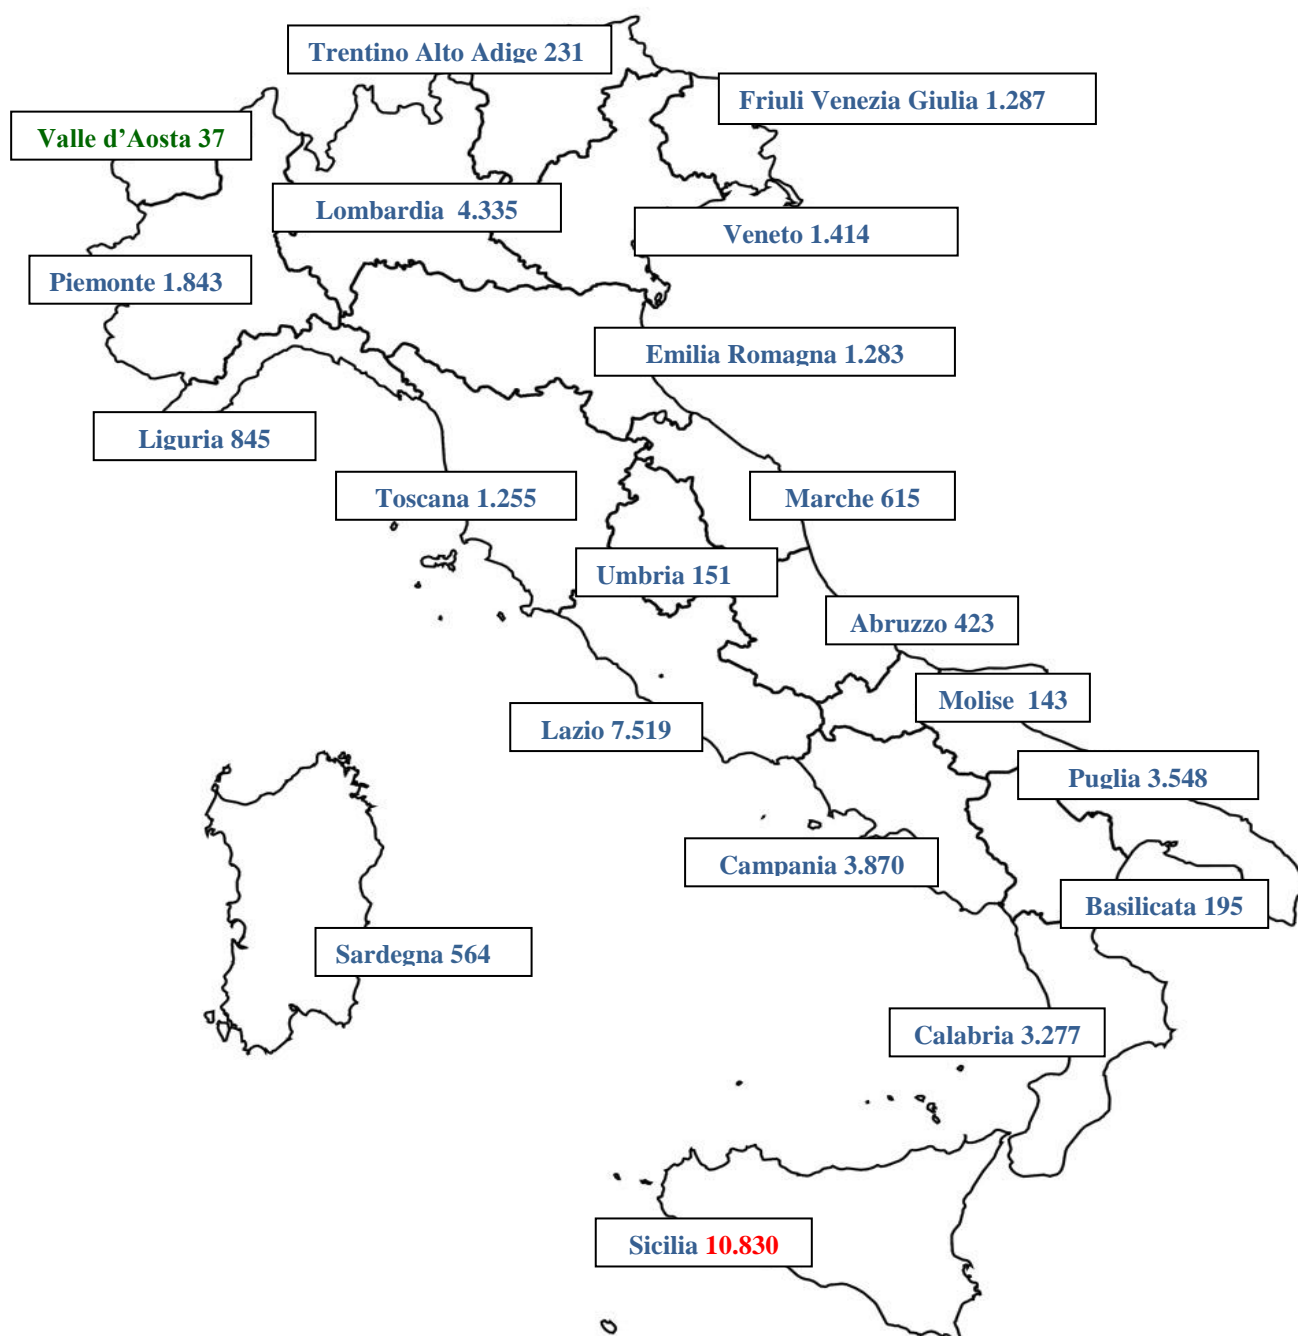 Trentino Alto Adige 231
Friuli Venezia Giulia 1.287
Valle d’Aosta 37
Lombardia 4.335
Veneto 1.414
Piemonte 1.843
Emilia Romagna 1.283
Liguria 845
Toscana 1.255
Marche 615
Umbria 151
Abruzzo 423
Molise 143
Lazio 7.519
Puglia 3.548
Campania 3.870
Basilicata 195
Sardegna 564
Calabria 3.277
Sicilia 10.830